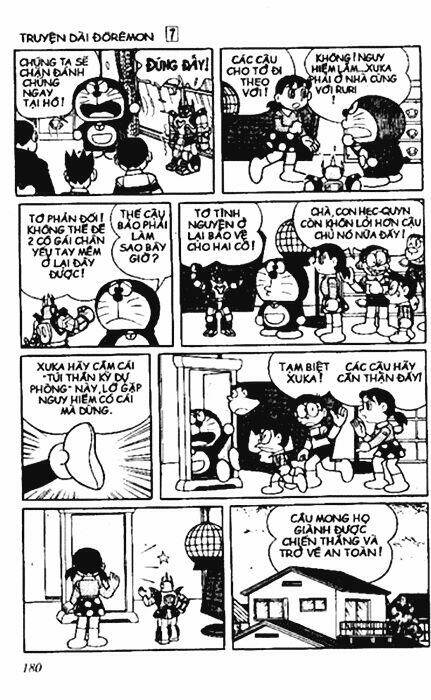 TRUYỆN DÀI ĐÔRÊMON 7
CHÚNG TA SẼ
CHẶN ĐÁNH
CHÚNG
NGAY
TẠI HỒ!
ĐÚNG ĐẤY!
CÁC CẬU
CHO TỚ ĐI
THEO
VỚI!
KHÔNG! NGUY
HIỂM LẮM...XUKA
PHẢI Ở NHÀ CÙNG
VỚI RURI
!
TỚ PHẢN ĐỐI!
KHÔNG THỂ ĐỂ
2 CÔ GÁI CHÂN
YẾU TAY MỀM
Ở LẠI ĐÂY
ĐƯỢC!
THẾ CẬU
BẢO PHẢI
LÀM
SAO BÂY
GIỜ?
TỚ TÌNH
NGUYỆN Ở
LẠI BẢO VỆ
CHO HAI CÔ!
CHÀ, CON HEC-QUYN
CÒN KHÔN LỎI HƠN CẬU
CHỦ NÓ NỮA ĐẤY!
XUKA HÃY CẦM CÁI
"TÚI THẦN KỲ DỰ
PHÒNG" NÀY, LỠ GẶP
NGUY HIỂM CÓ CÁI
MÀ DÙNG.
TẠM BIỆT
XUKA!
CÁC CẬU HÃY
CẨN THẬN ĐẤY!
CẦU MONG HỌ
GIÀNH ĐƯỢC
CHIẾN THẮNG VÀ
TRỞ VỀ AN TOÀN!
180